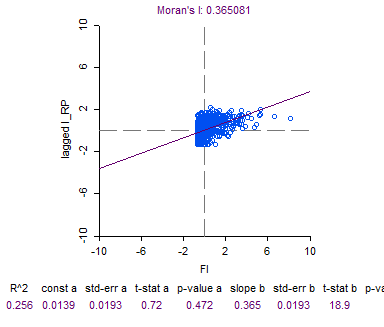 Moran's I: 0.365081
10
6
2
-2
-6
-10
lagged I_RP
-10 -6 -2 2 6 10
FI
R^2 const a std-err a t-stat a p-value a slope b std-err b t-stat b p-valu
0.256 0.0139 0.0193 0.72 0.472 0.365 0.0193 18.9